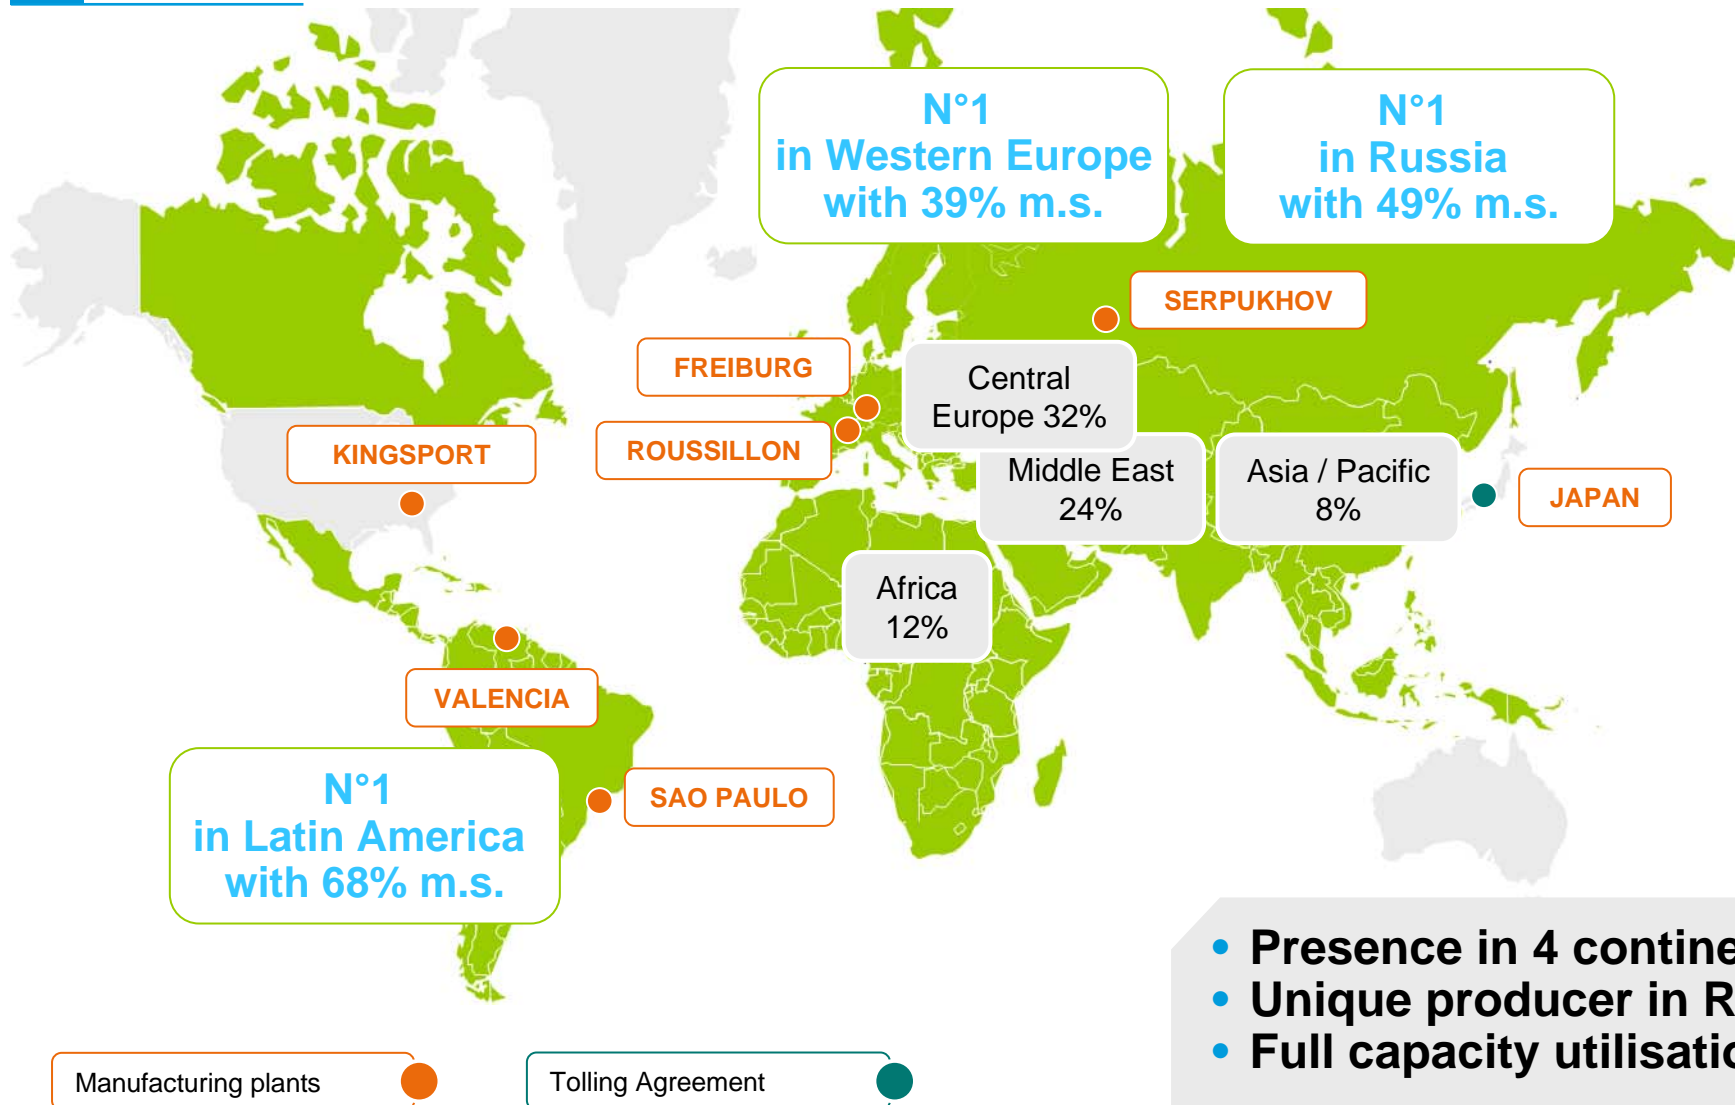 N°1
in Western Europe
with 39% m.s.
N°1
in Russia
with 49% m.s.
SERPUKHOV
FREIBURG
Central
Europe 32%
KINGSPORT
ROUSSILLON
Middle East
24%
Asia / Pacific
8%
JAPAN
Africa
12%
VALENCIA
N°1
in Latin America
with 68% m.s.
SAO PAULO
• Presence in 4 contine
• Unique producer in R
• Full capacity utilisatio
Manufacturing plants
Tolling Agreement